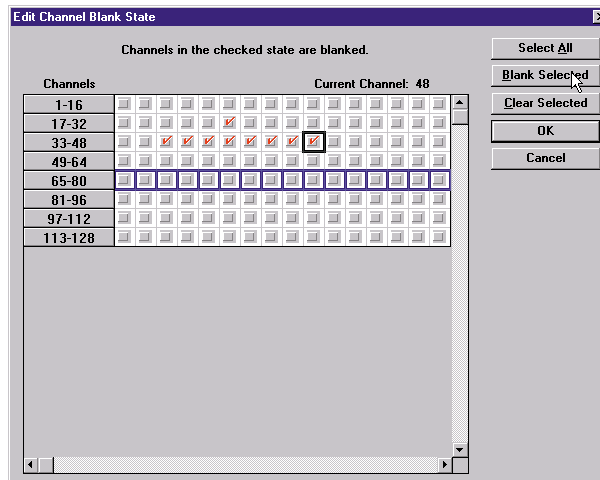 Edit Channel Blank State
Channels in the checked state are blanked.
Select All
Blank Selected
Clear Selected
OK
Cancel
Channels
Current Channel: 48
1-16
17-32
33-48
49-64
65-80
81-96
97-112
113-128